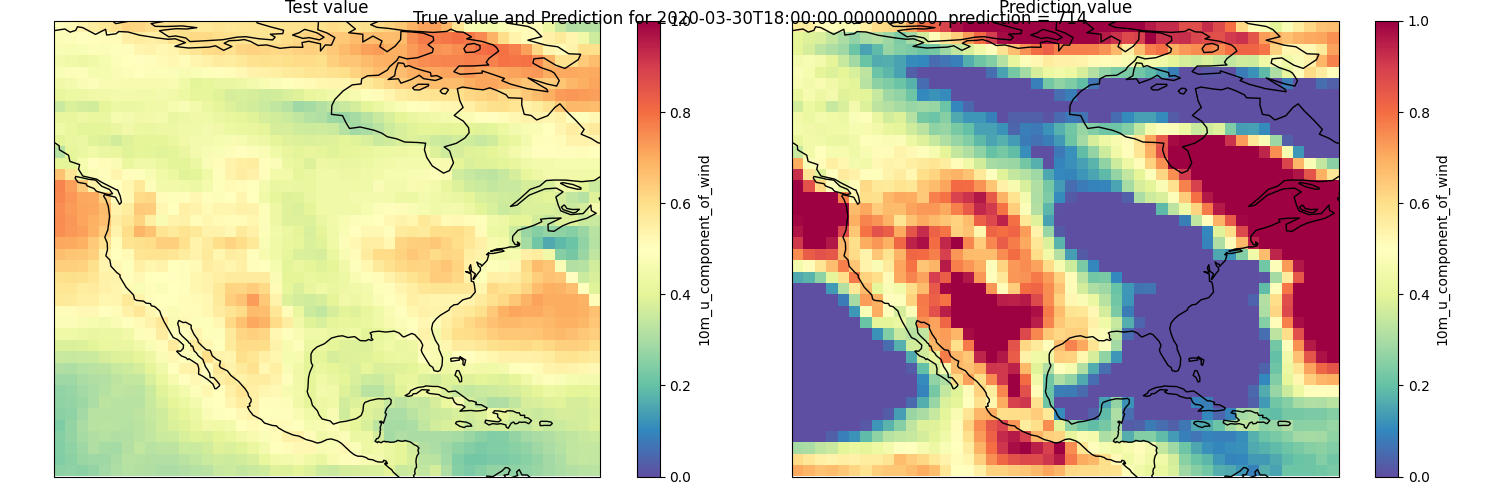 Test value
Prediction value
True value and Prediction for 2020-03-30T18:00:00.000000000, prediction = 714
1.0
0.8
0.6
0.4
0.2
0.0
10m_u_component_of_wind
1.0
0.8
0.6
0.4
0.2
0.0
10m_u_component_of_wind